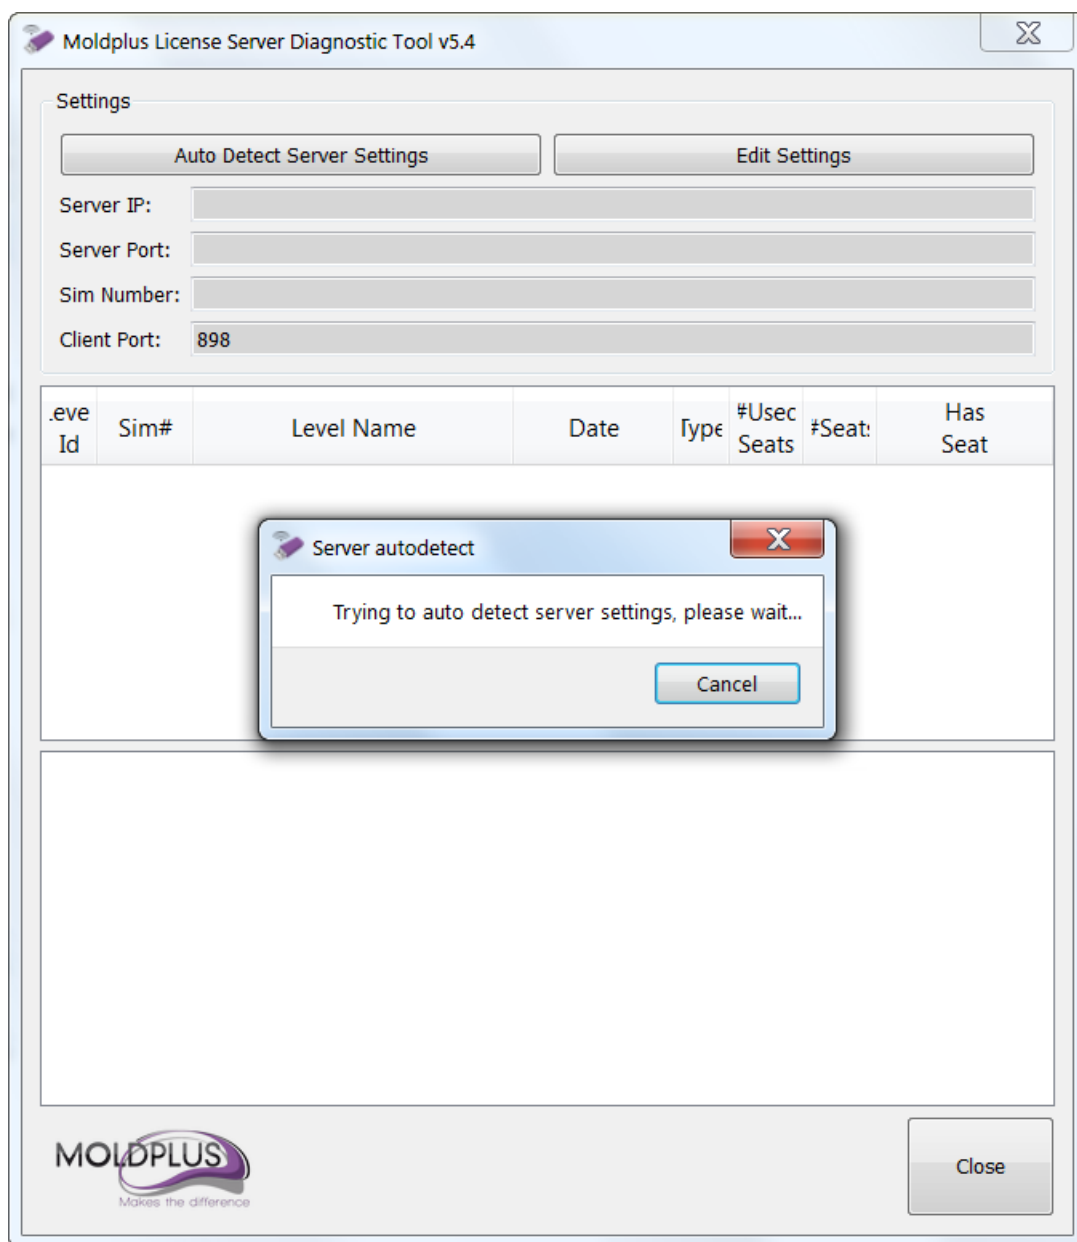 Moldplus License Server Diagnostic Tool v5.4
Settings
Auto Detect Server Settings Edit Settings
Server IP:
Server Port:
Sim Number:
Client Port: 898
.eve Id Sim# Level Name Date Type #Used Seats #Seats Has Seat
Server autodetect
Trying to auto detect server settings, please wait...
Cancel
MOLDPLUS
Makes the difference
Close